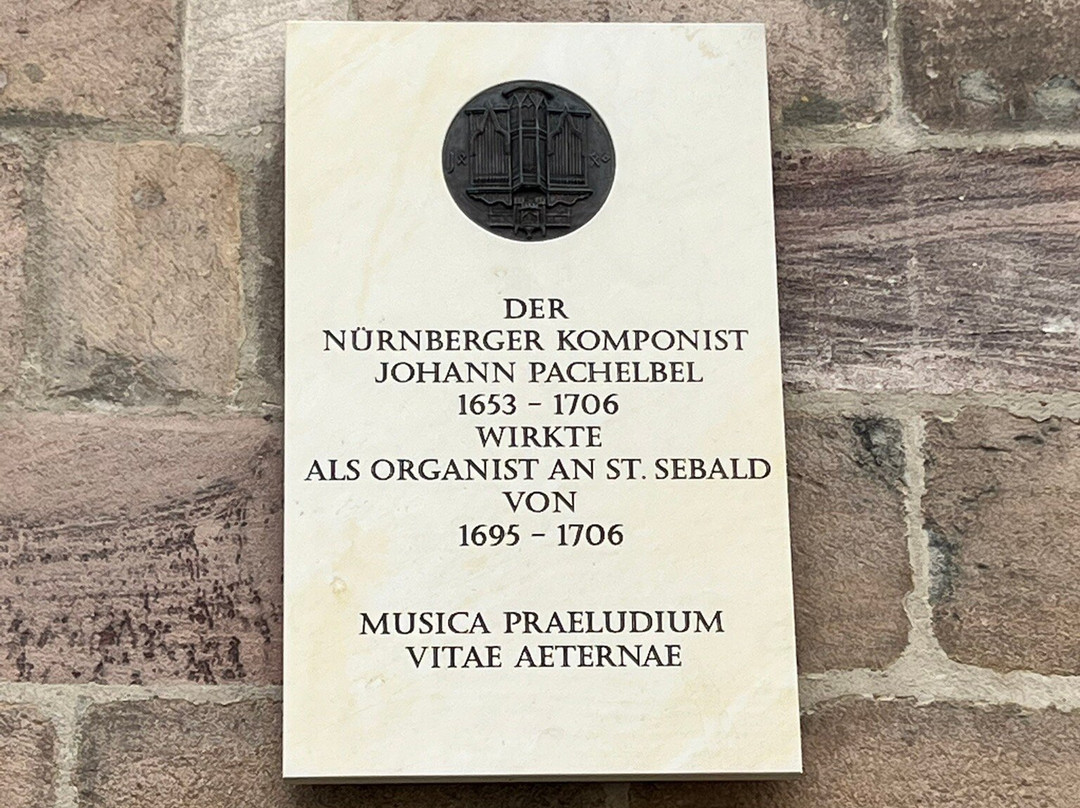 DER
NÜRNBERGER KOMPONIST
JOHANN PACHELBEL
1653 – 1706
WIRKTE
ALS ORGANIST AN ST. SEBALD
VON
1695 – 1706
MUSICA PRAELUDIUM
VITAE AETERNAE